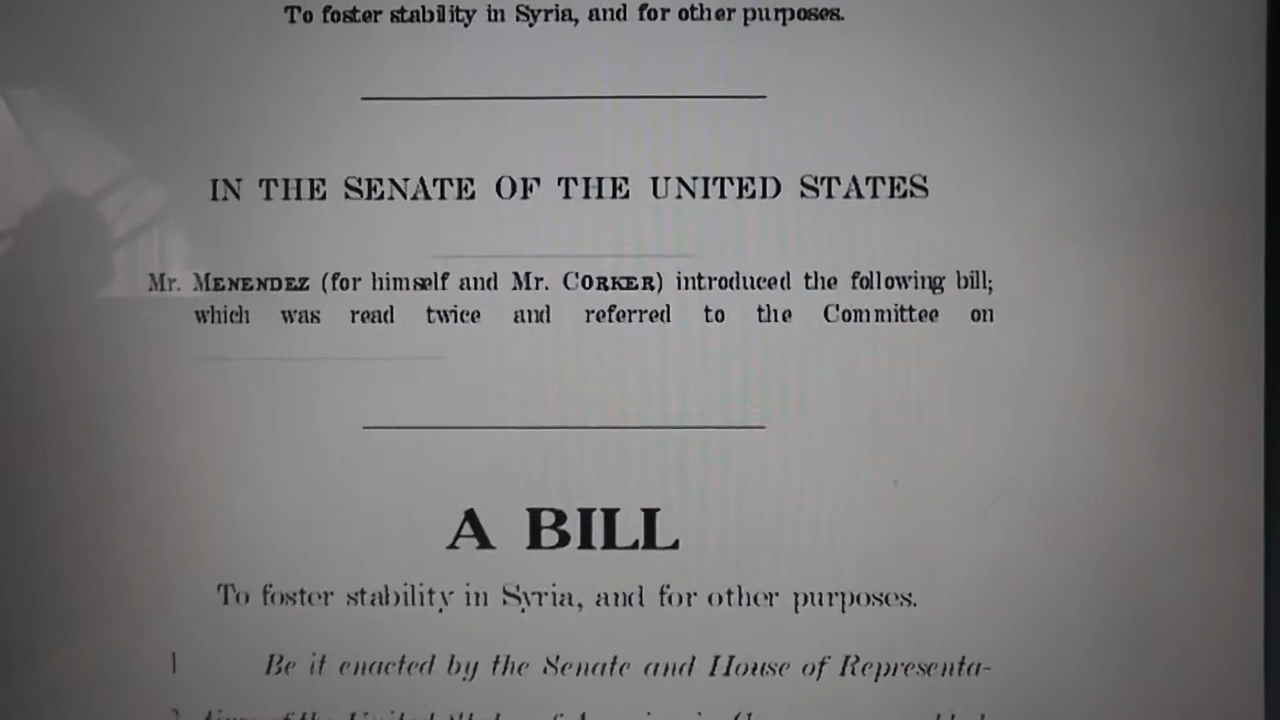 To foster stability in Syria, and for other purposes.
IN THE SENATE OF THE UNITED STATES
Mr. MENENDEZ (for himself and Mr. CORKER) introduced the following bill;
which was read twice and referred to the Committee on
A BILL
To foster stability in Syria, and for other purposes.
1 Be it enacted by the Senate and House of Representa-